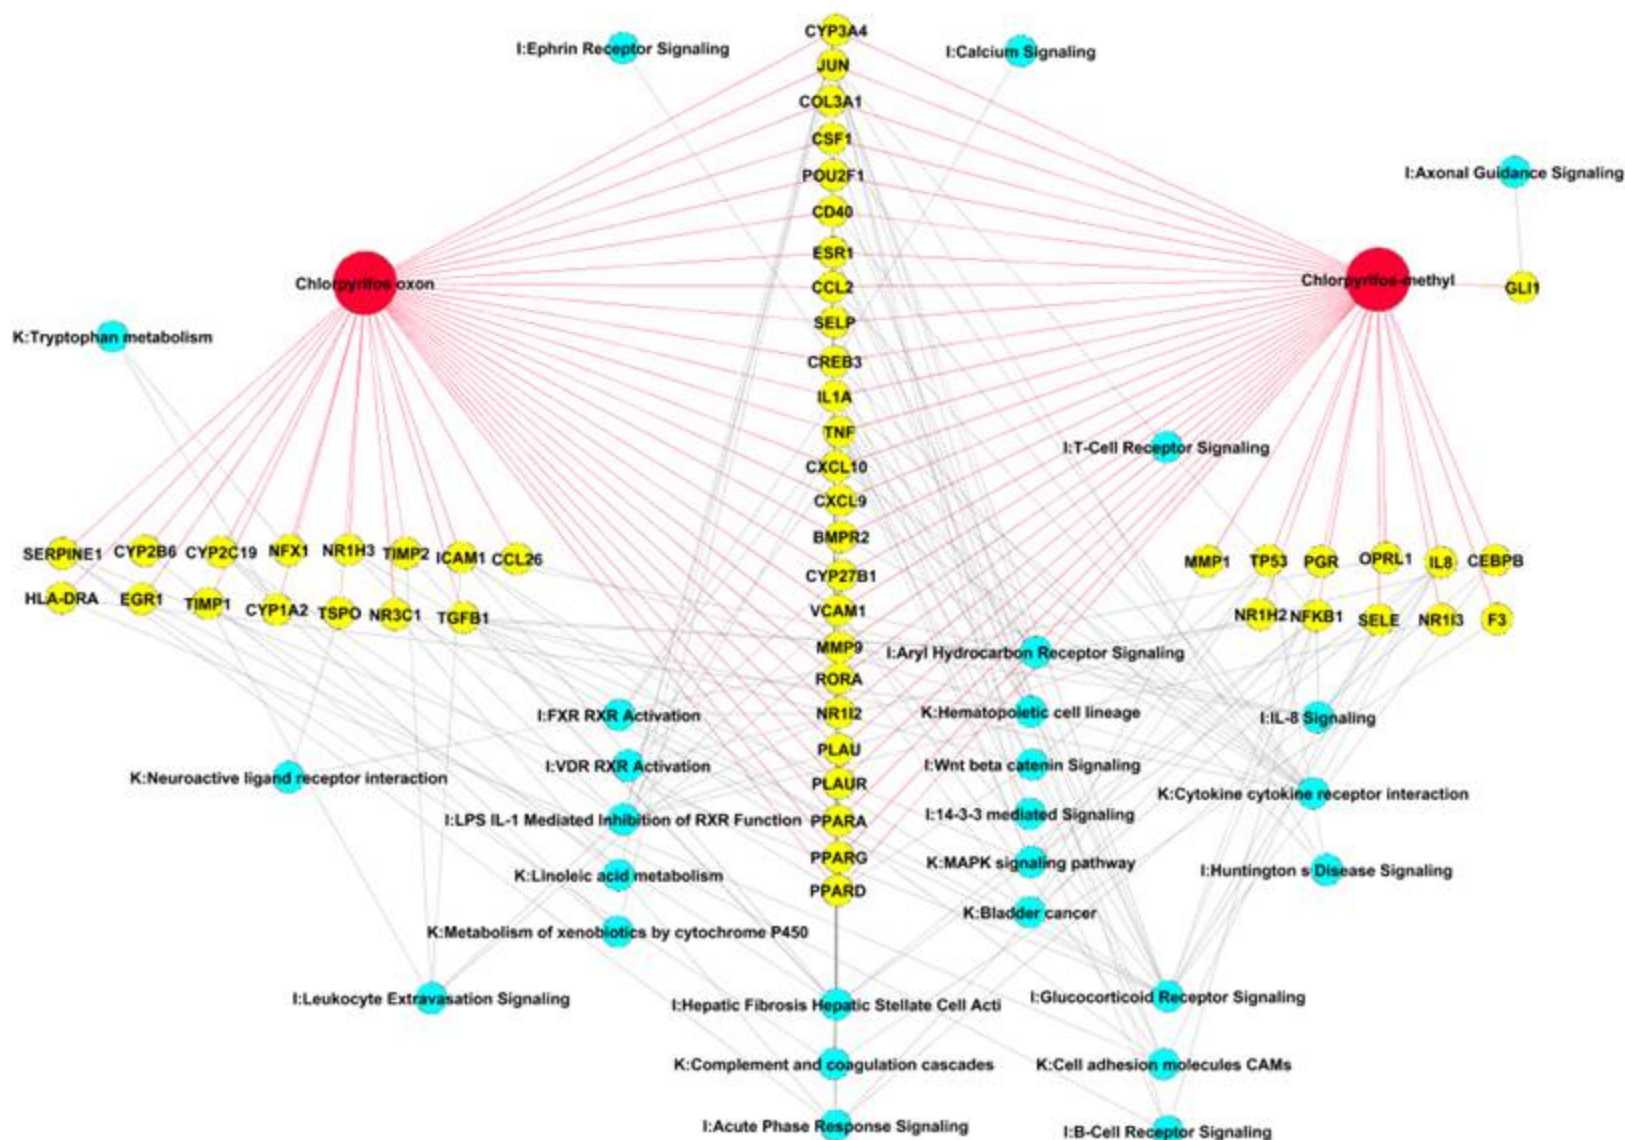 CYP3A4
I:Ephrin Receptor Signaling
I:Calcium Signaling
JUN
COL3A1
CSF1
POU2F1
I:Axonal Guidance Signaling
CD40
ESR1
Chlorpyrifos oxon
CCL2
Chlorpyrifos-methyl
GLI1
SELP
K:Tryptophan metabolism
CREB3
IL1A
TNF
I:T-Cell Receptor Signaling
CXCL10
CXCL9
BMPR2
SERPINE1 CYP2B6 CYP2C19 NFX1 NR1H3 TIMP2 ICAM1 CCL26
MMP1 TP53 PGR OPRL1 IL8 CEBPB
CYP27B1
HLA-DRA EGR1 TIMP1 CYP1A2 TSPO NR3C1 TGFB1
VCAM1
NR1H2 NFKB1 SELE NR1I3 F3
MMP9
I:Aryl Hydrocarbon Receptor Signaling
RORA
I:FXR RXR Activation
NR1I2
K:Hematopoietic cell lineage
I:IL-8 Signaling
PLAU
I:VDR RXR Activation
I:Wnt beta catenin Signaling
K:Neuroactive ligand receptor interaction
PLAUR
K:Cytokine cytokine receptor interaction
I:LPS IL-1 Mediated Inhibition of RXR Function
PPARA
I:14-3-3 mediated Signaling
PPARG
K:MAPK signaling pathway
I:Huntington s Disease Signaling
K:Linoleic acid metabolism
PPARD
K:Bladder cancer
K:Metabolism of xenobiotics by cytochrome P450
I:Leukocyte Extravasation Signaling
I:Hepatic Fibrosis Hepatic Stellate Cell Acti
I:Glucocorticoid Receptor Signaling
K:Complement and coagulation cascades
K:Cell adhesion molecules CAMs
I:Acute Phase Response Signaling
I:B-Cell Receptor Signaling